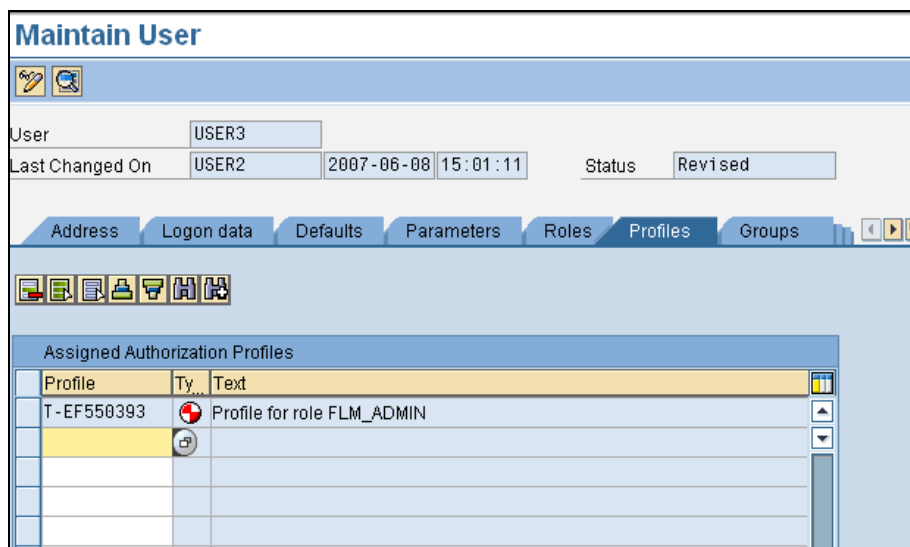 Maintain User
User USER3
Last Changed On USER2 2007-06-08 15:01:11 Status Revised
Address Logon data Defaults Parameters Roles Profiles Groups
Assigned Authorization Profiles
Profile Ty... Text
T-EF550393 Profile for role FLM_ADMIN